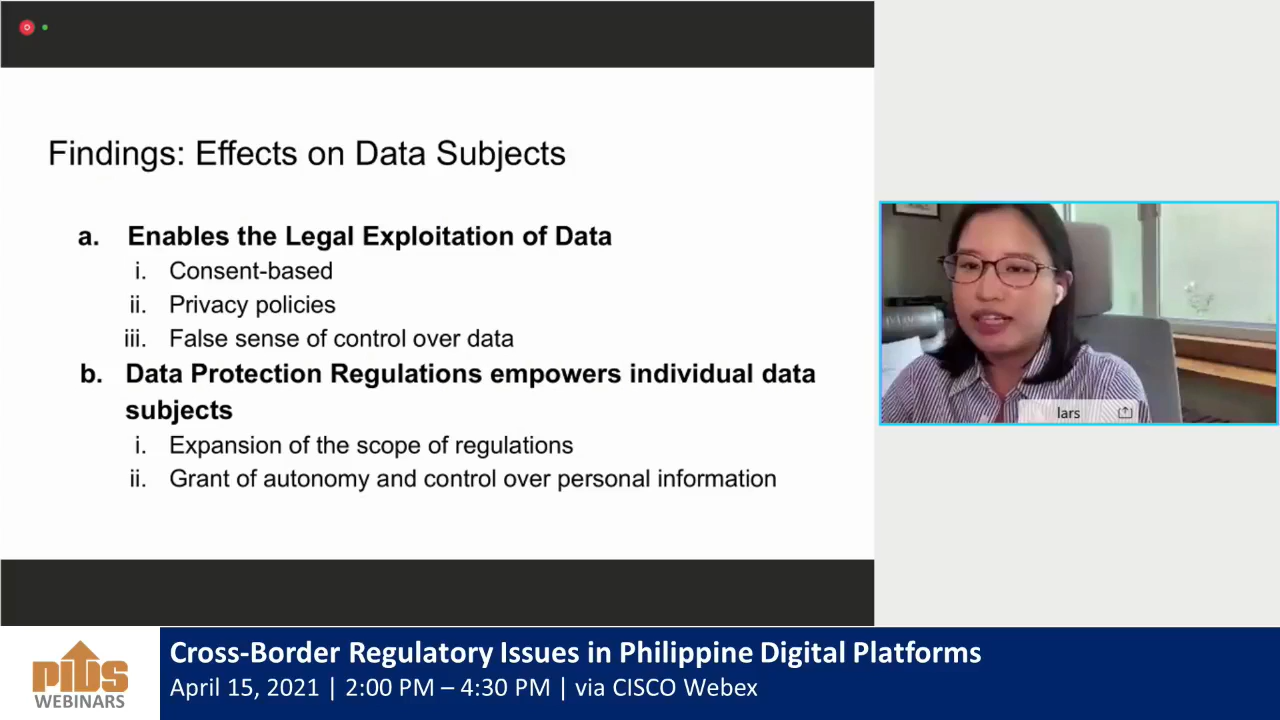 Findings: Effects on Data Subjects
a. Enables the Legal Exploitation of Data
i. Consent-based
ii. Privacy policies
iii. False sense of control over data
b. Data Protection Regulations empowers individual data
subjects
i. Expansion of the scope of regulations
ii. Grant of autonomy and control over personal information
lars
PIDS
WEBINARS
Cross-Border Regulatory Issues in Philippine Digital Platforms
April 15, 2021 | 2:00 PM – 4:30 PM | via CISCO Webex